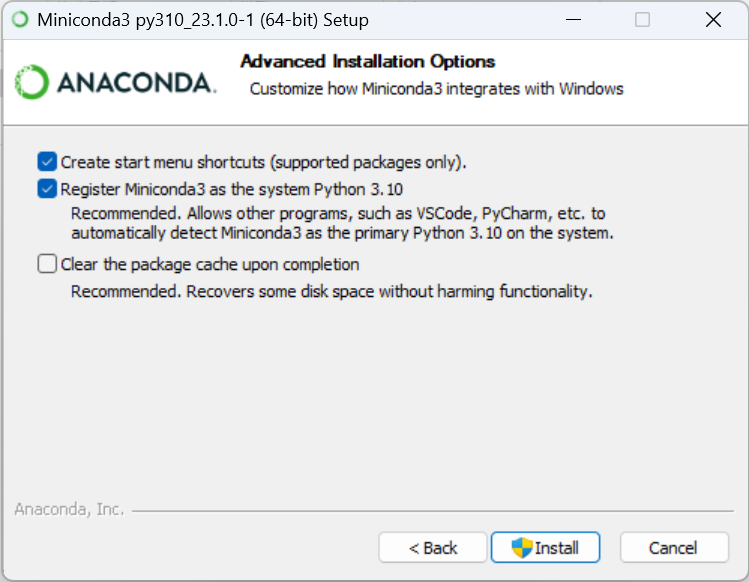 Miniconda3 py310_23.1.0-1 (64-bit) Setup
ANACONDA.
Advanced Installation Options
Customize how Miniconda3 integrates with Windows
Create start menu shortcuts (supported packages only).
Register Miniconda3 as the system Python 3.10
Recommended. Allows other programs, such as VSCode, PyCharm, etc. to
automatically detect Miniconda3 as the primary Python 3.10 on the system.
Clear the package cache upon completion
Recommended. Recovers some disk space without harming functionality.
Anaconda, Inc.
< Back
Install
Cancel